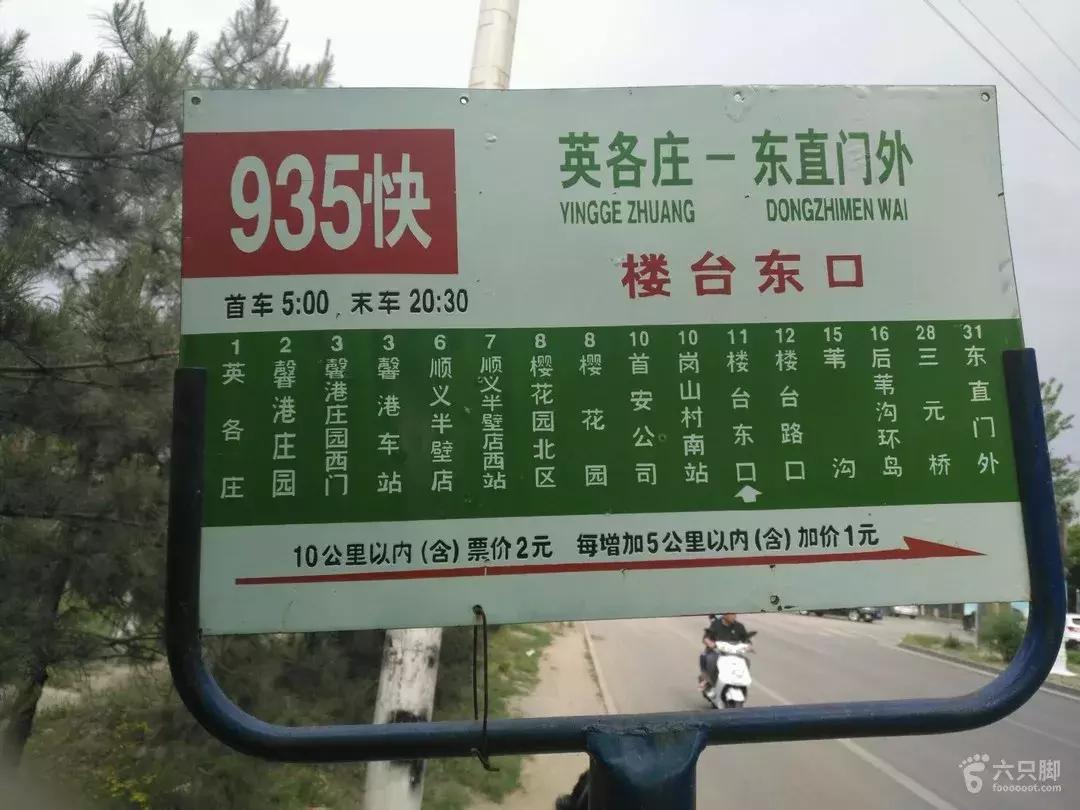 935快
英各庄 — 东直门外
YINGGE ZHUANG DONGZHIMEN WAI
楼台东口
首车 5:00 , 末车 20:30
1 英各庄
2 馨港庄园
3 馨港庄园西门
3 馨港车站
6 顺义半壁店
7 顺义半壁店西站
8 樱花园北区
8 樱花园
10 首安公司
10 岗山村南站
11 楼台东口
12 楼台路口
15 苇沟
16 后苇沟环岛
28 三元桥
31 东直门外
10公里以内(含)票价2元 每增加5公里以内(含)加价1元
六只脚
foooooot.com